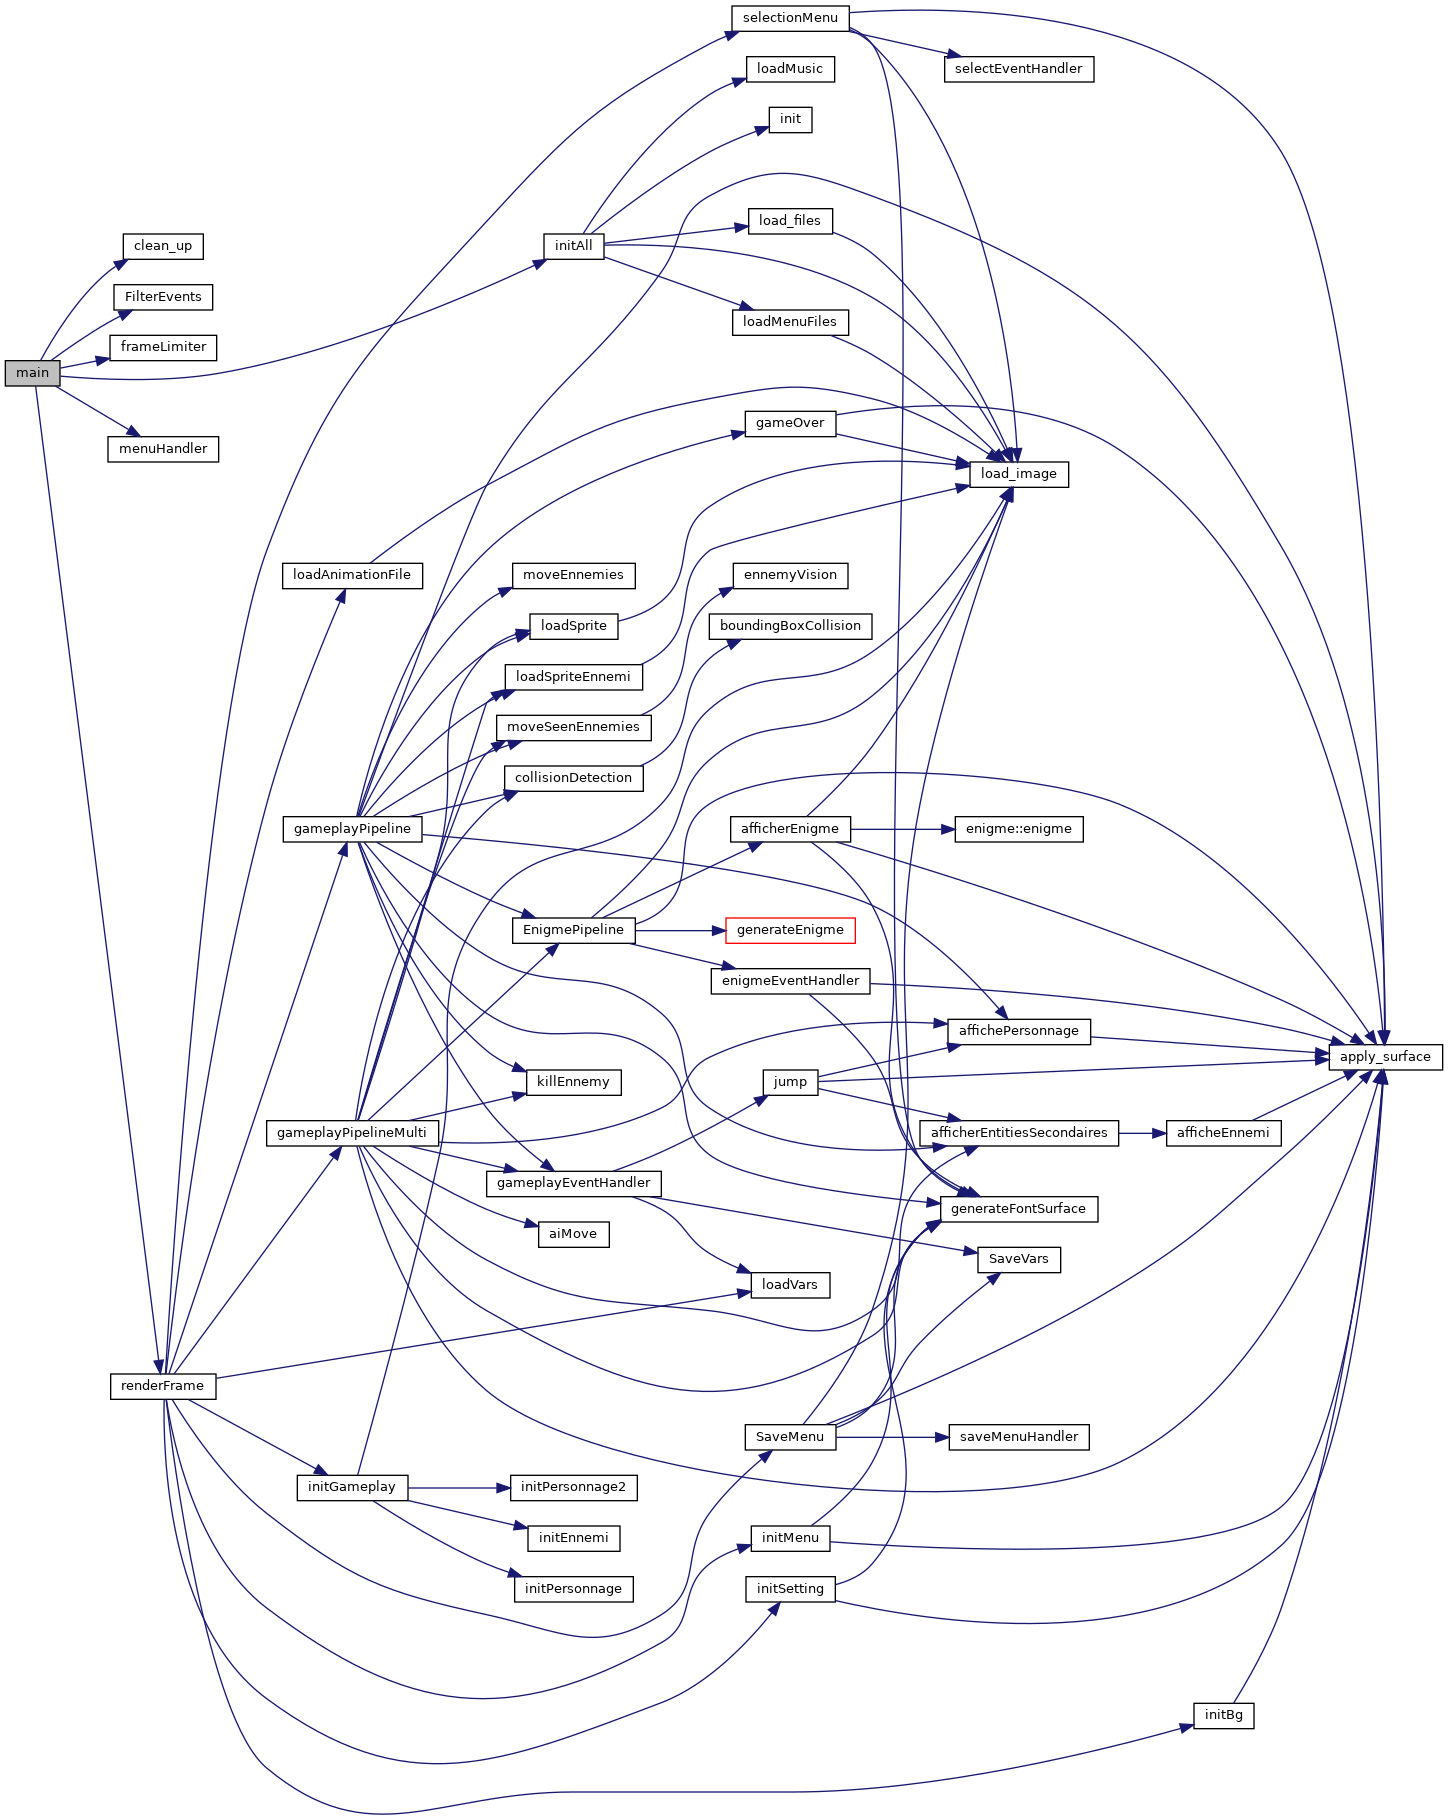 selectionMenu
loadMusic
selectEventHandler
init
load_files
clean_up
initAll
FilterEvents
loadMenuFiles
frameLimiter
main
menuHandler
gameOver
load_image
loadAnimationFile
moveEnnemies
ennemyVision
loadSprite
boundingBoxCollision
loadSpriteEnnemi
moveSeenEnnemies
collisionDetection
gameplayPipeline
afficherEnigme
enigme::enigme
EnigmePipeline
generateEnigme
enigmeEventHandler
affichePersonnage
apply_surface
killEnnemy
jump
gameplayPipelineMulti
afficherEntitiesSecondaires
afficheEnnemi
gameplayEventHandler
generateFontSurface
aiMove
SaveVars
loadVars
renderFrame
SaveMenu
saveMenuHandler
initGameplay
initPersonnage2
initEnnemi
initMenu
initPersonnage
initSetting
initBg